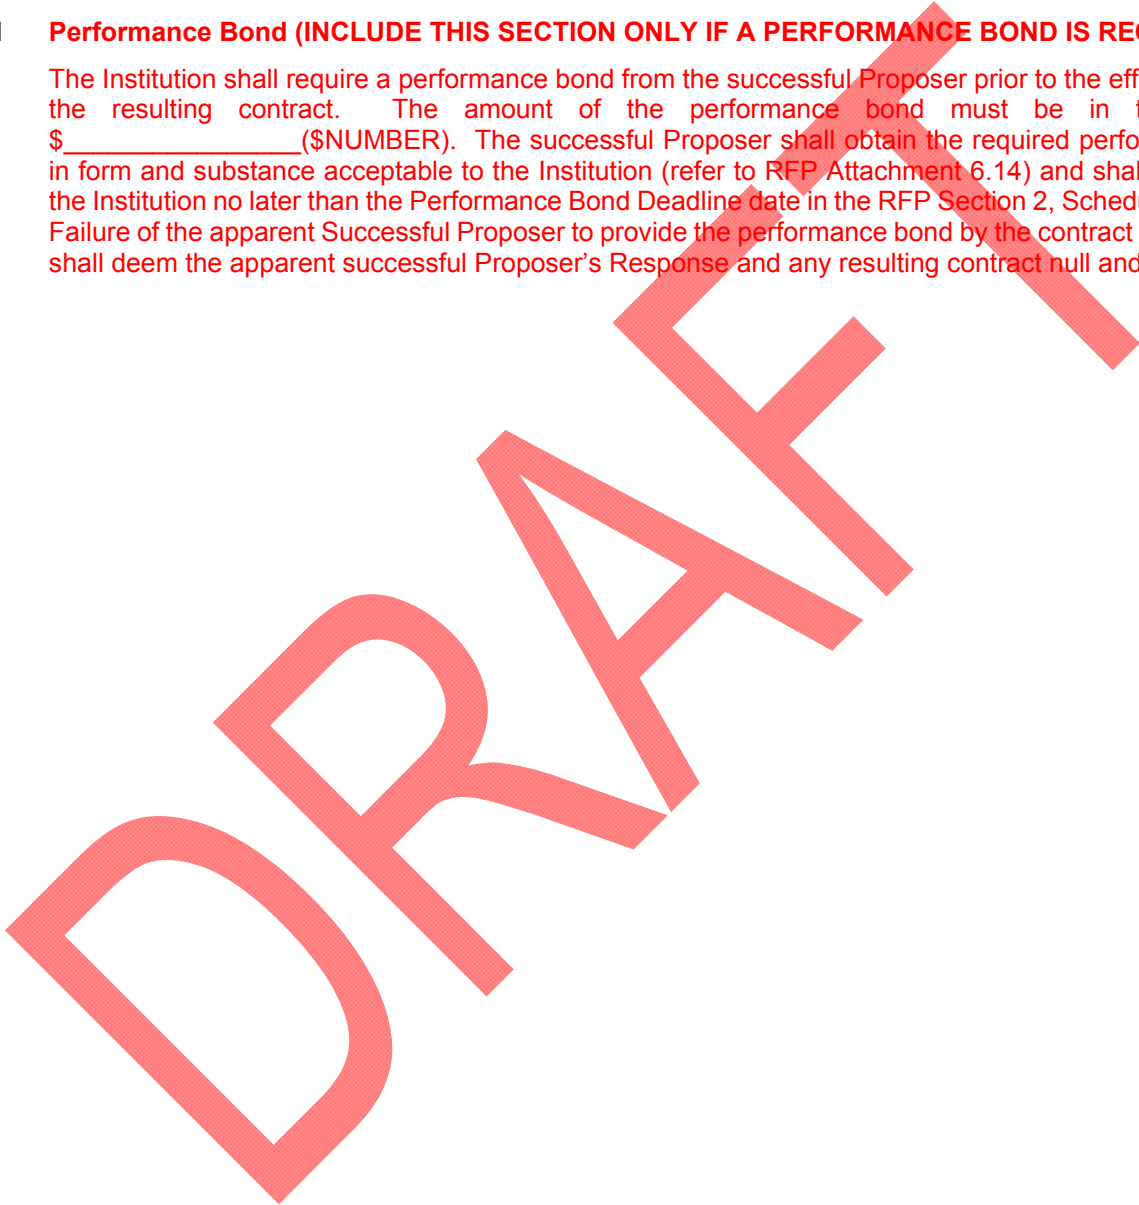 Performance Bond (INCLUDE THIS SECTION ONLY IF A PERFORMANCE BOND IS
The Institution shall require a performance bond from the successful Proposer prior to the
the resulting contract. The amount of the performance bond must be in
$________________($NUMBER). The successful Proposer shall obtain the required
in form and substance acceptable to the Institution (refer to RFP Attachment 6.14) and
the Institution no later than the Performance Bond Deadline date in the RFP Section 2,
Failure of the apparent Successful Proposer to provide the performance bond by the contract
shall deem the apparent successful Proposer’s Response and any resulting contract null and
DRAFT